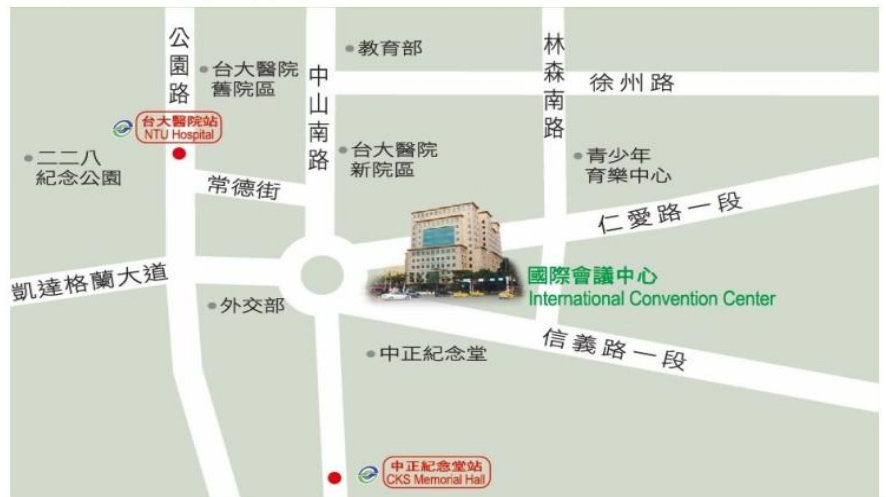 公園路
台大醫院
舊院區
中山南路
教育部
林森南路
徐州路
台大醫院站
NTU Hospital
二二八
紀念公園
常德街
台大醫院
新院區
青少年
育樂中心
仁愛路一段
凱達格蘭大道
外交部
國際會議中心
International Convention Center
信義路一段
中正紀念堂
中正紀念堂站
CKS Memorial Hall